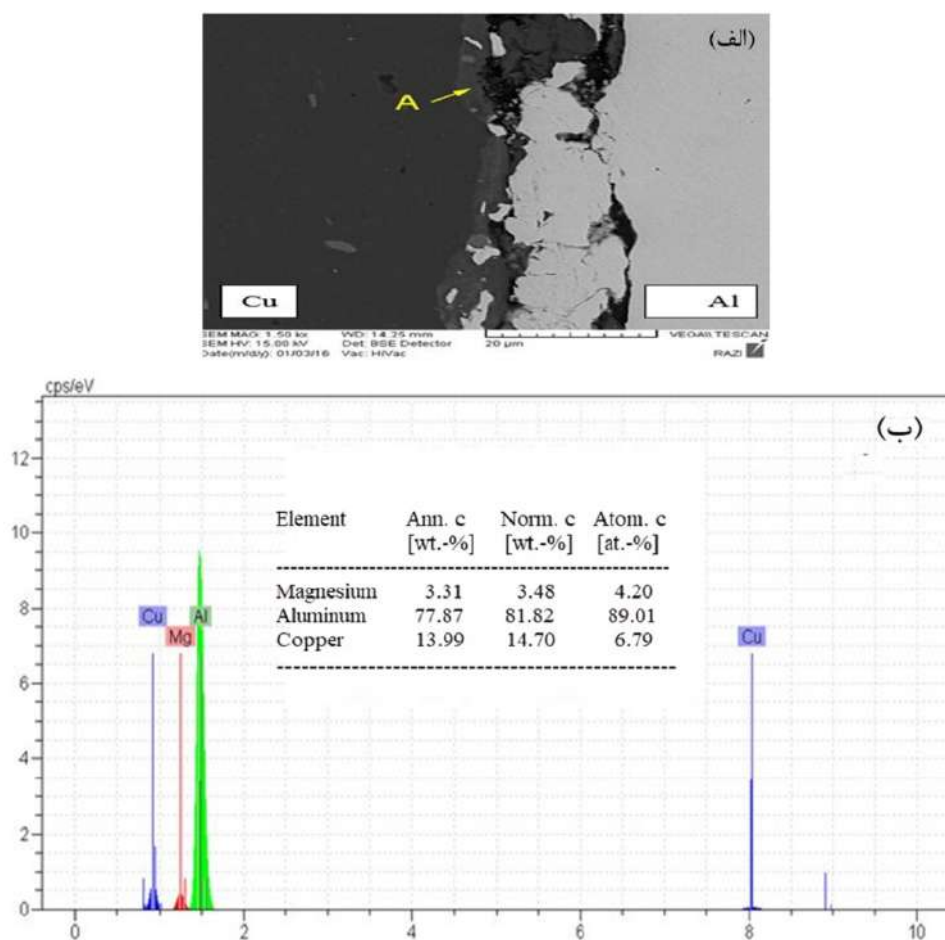 (الف)
A
Cu
Al
SEM MAG: 1.50 kx WD: 14.25 mm
SEM HV: 15.00 kV Det: BSE Detector 20 µm VEGA\\TESCAN
Date(m/d/y): 01/03/16 Vac: HiVac RAZI
cps/eV
(ب)
12
10
8
6
4
2
0
Element Ann. c Norm. c Atom. c
[wt.-%] [wt.-%] [at.-%]
Magnesium 3.31 3.48 4.20
Aluminum 77.87 81.82 89.01
Copper 13.99 14.70 6.79
Cu Al
Mg Cu
0 2 4 6 8 10